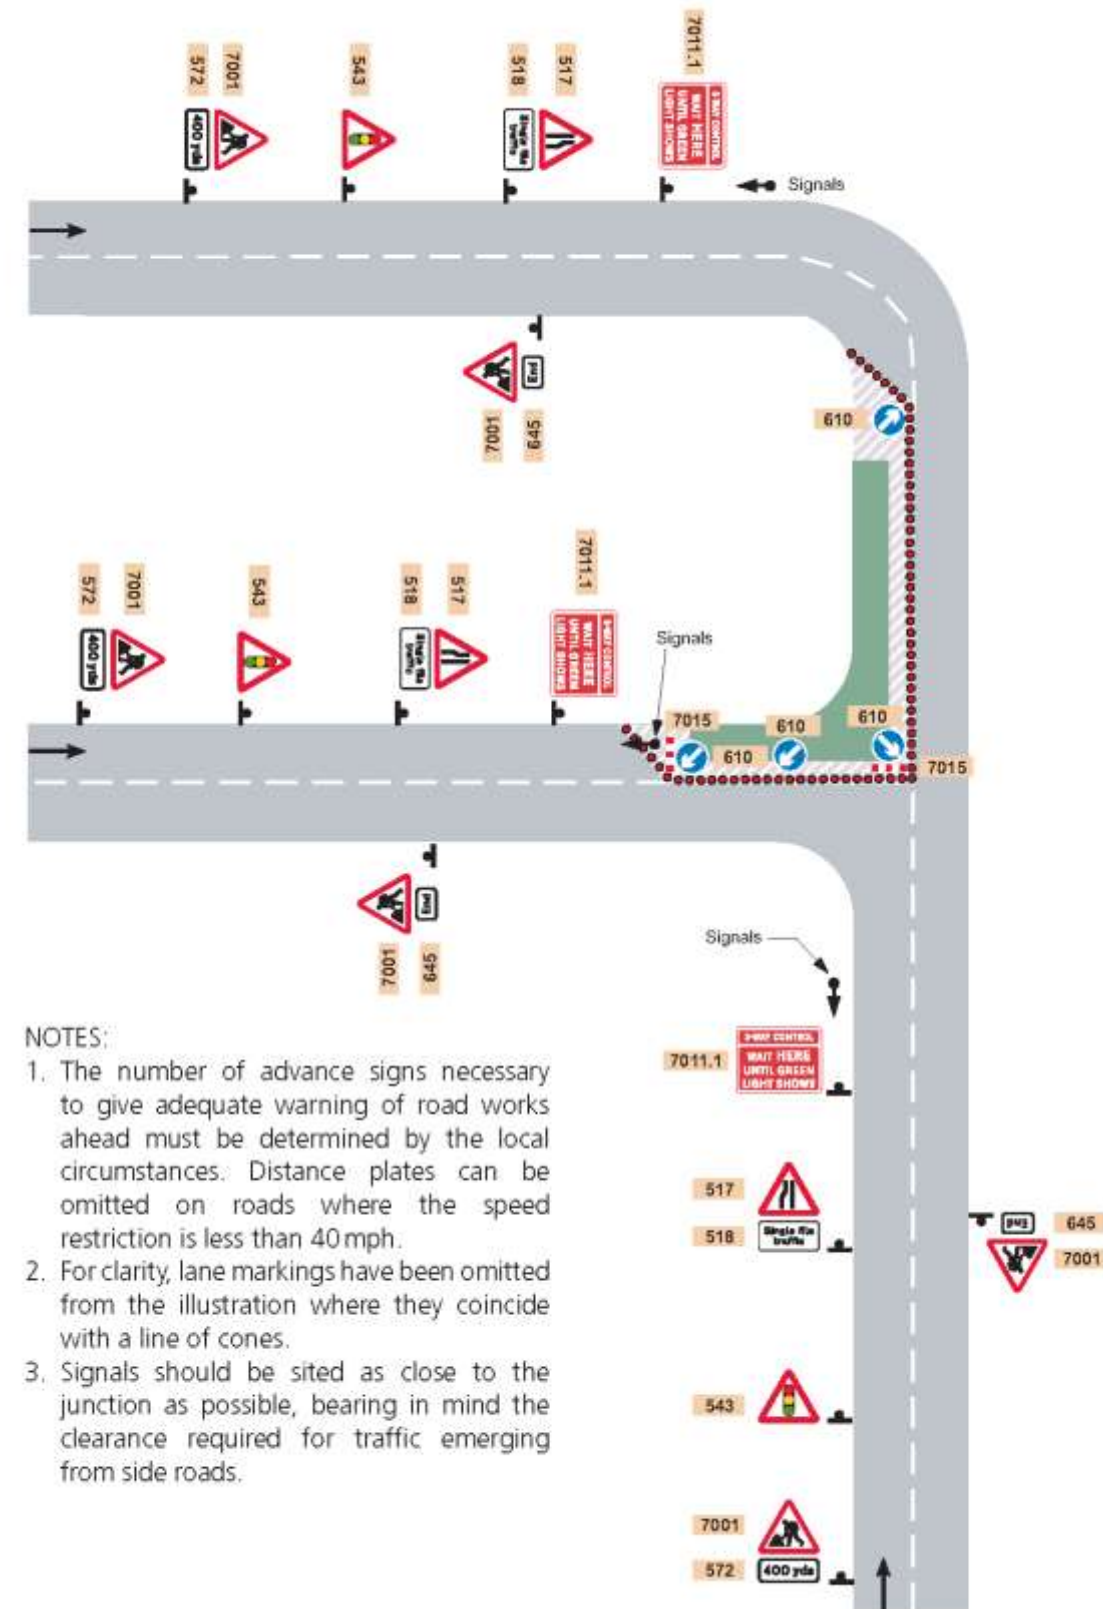 572
7001
543
518
517
7011.1
400 yds
Single file
traffic
3-WAY CONTROL
WAIT HERE
UNTIL GREEN
LIGHT SHOWS
Signals
End
7001
645
610
572
7001
543
518
517
7011.1
400 yds
Single file
traffic
3-WAY CONTROL
WAIT HERE
UNTIL GREEN
LIGHT SHOWS
Signals
7015
610
610
610
7015
End
7001
645
Signals
NOTES:
1. The number of advance signs necessary
to give adequate warning of road works
ahead must be determined by the local
circumstances. Distance plates can be
omitted on roads where the speed
restriction is less than 40 mph.
2. For clarity, lane markings have been omitted
from the illustration where they coincide
with a line of cones.
3. Signals should be sited as close to the
junction as possible, bearing in mind the
clearance required for traffic emerging
from side roads.
7011.1
3-WAY CONTROL
WAIT HERE
UNTIL GREEN
LIGHT SHOWS
517
518
Single file
traffic
End
645
7001
543
7001
572
400 yds